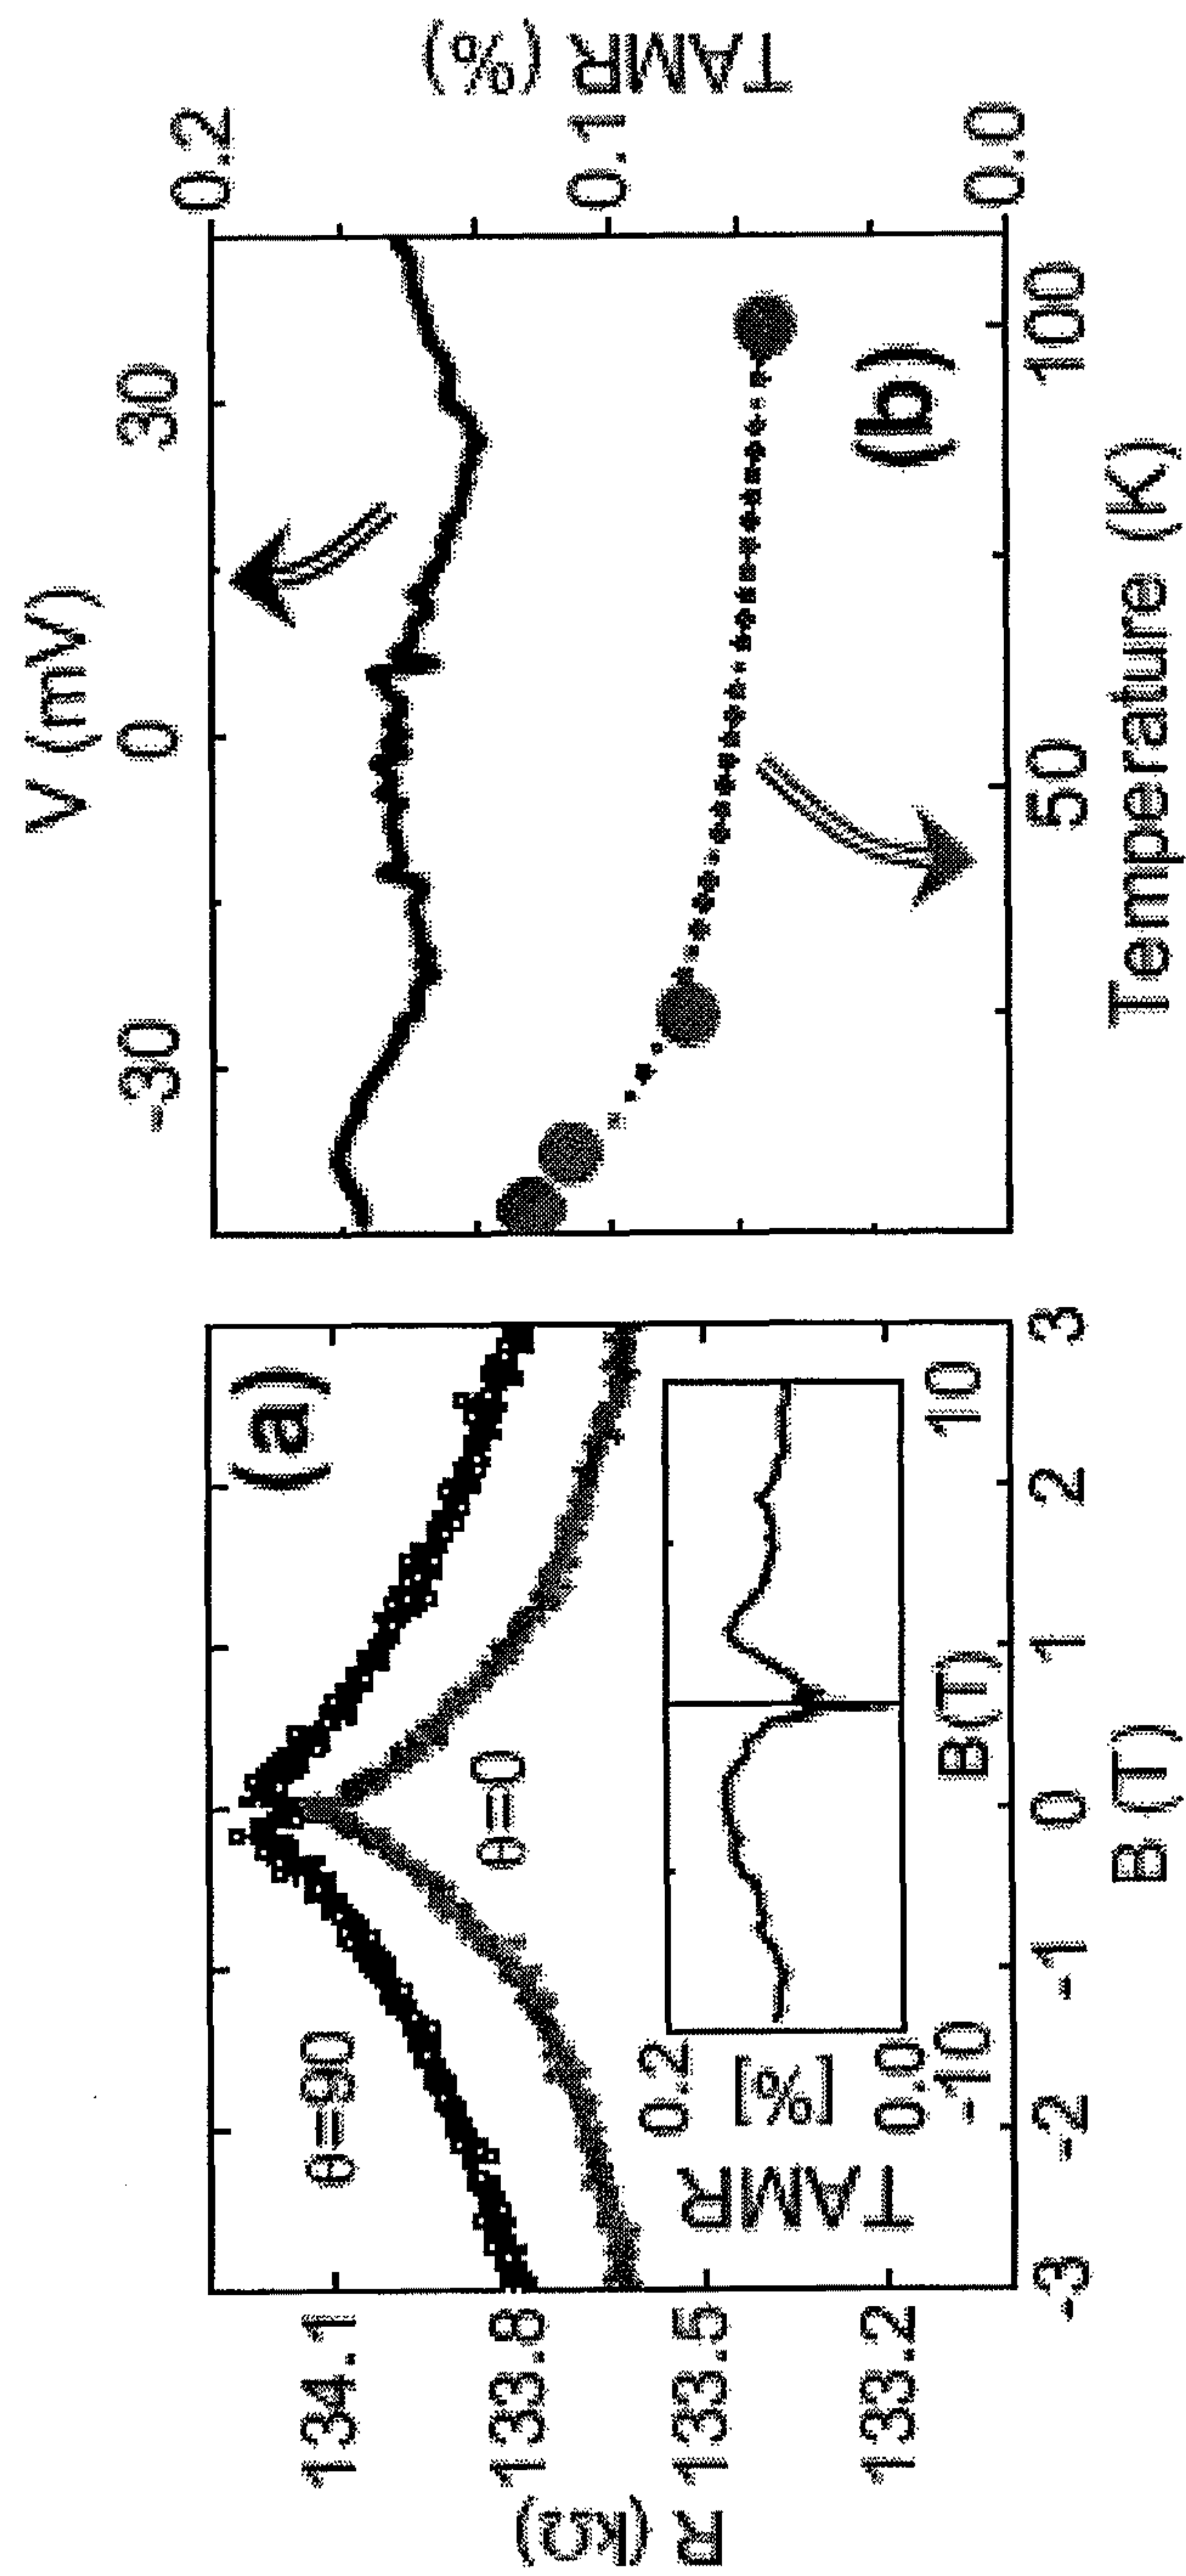 (a)
θ=90
θ=0
R (kΩ)
134.1
133.8
133.5
133.2
-3
-2
-1
0
1
2
3
B (T)
TAMR
[%]
0.2
0.0
-10
10
B(T)
V (mV)
-30
0
30
(b)
0.2
0.1
0.0
TAMR (%)
50
100
Temperature (K)